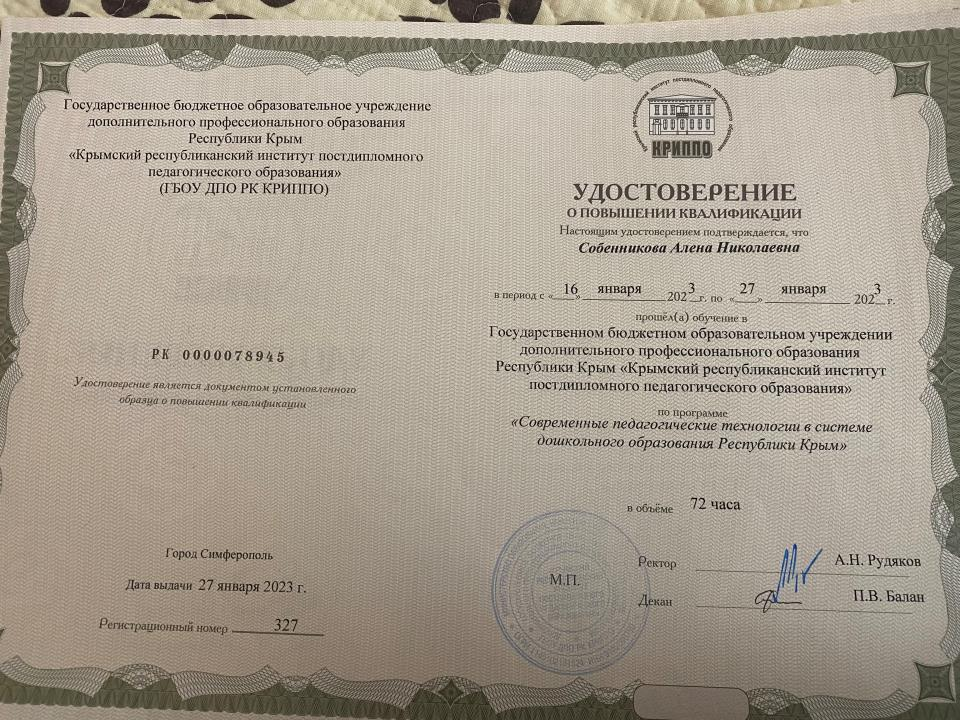 Государственное бюджетное образовательное учреждение
дополнительного профессионального образования
Республики Крым
«Крымский республиканский институт постдипломного
педагогического образования»
(ГБОУ ДПО РК КРИППО)
РК 0000078945
Удостоверение является документом установленного
образца о повышении квалификации
Город Симферополь
Дата выдачи 27 января 2023 г.
Регистрационный номер 327
КРИППО
УДОСТОВЕРЕНИЕ
О ПОВЫШЕНИИ КВАЛИФИКАЦИИ
Настоящим удостоверением подтверждается, что
Собенникова Алена Николаевна
в период с «16» января 2023 г. по «27» января 2023 г.
прошёл(а) обучение в
Государственном бюджетном образовательном учреждении
дополнительного профессионального образования
Республики Крым «Крымский республиканский институт
постдипломного педагогического образования»
по программе
«Современные педагогические технологии в системе
дошкольного образования Республики Крым»
в объёме 72 часа
М.П.
Ректор А.Н. Рудяков
Декан П.В. Балан